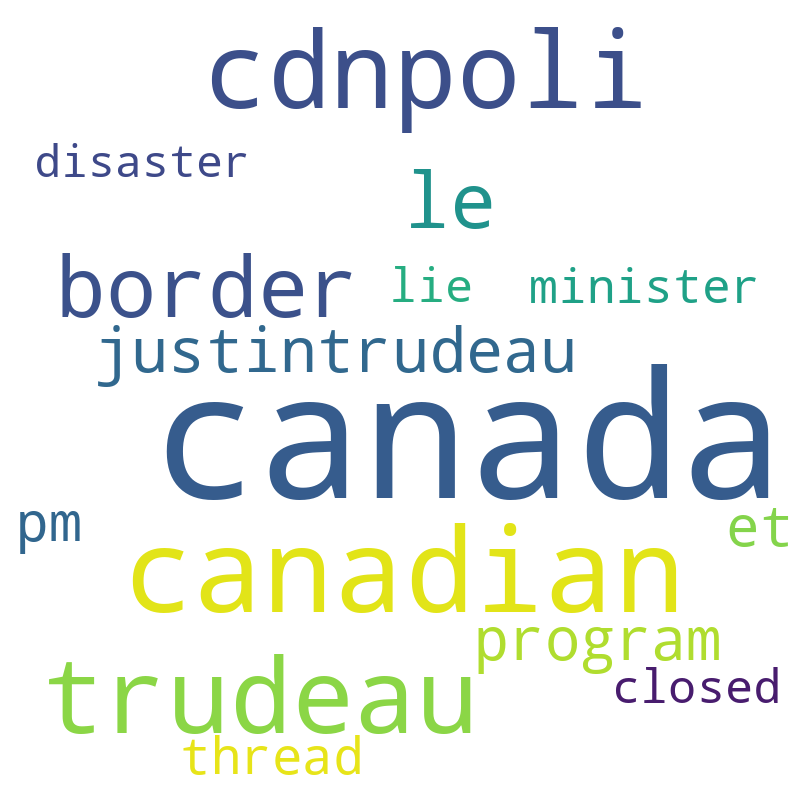 cdnpoli
disaster
le
border
lie
minister
justintrudeau
canada
pm
et
canadian
program
trudeau
closed
thread